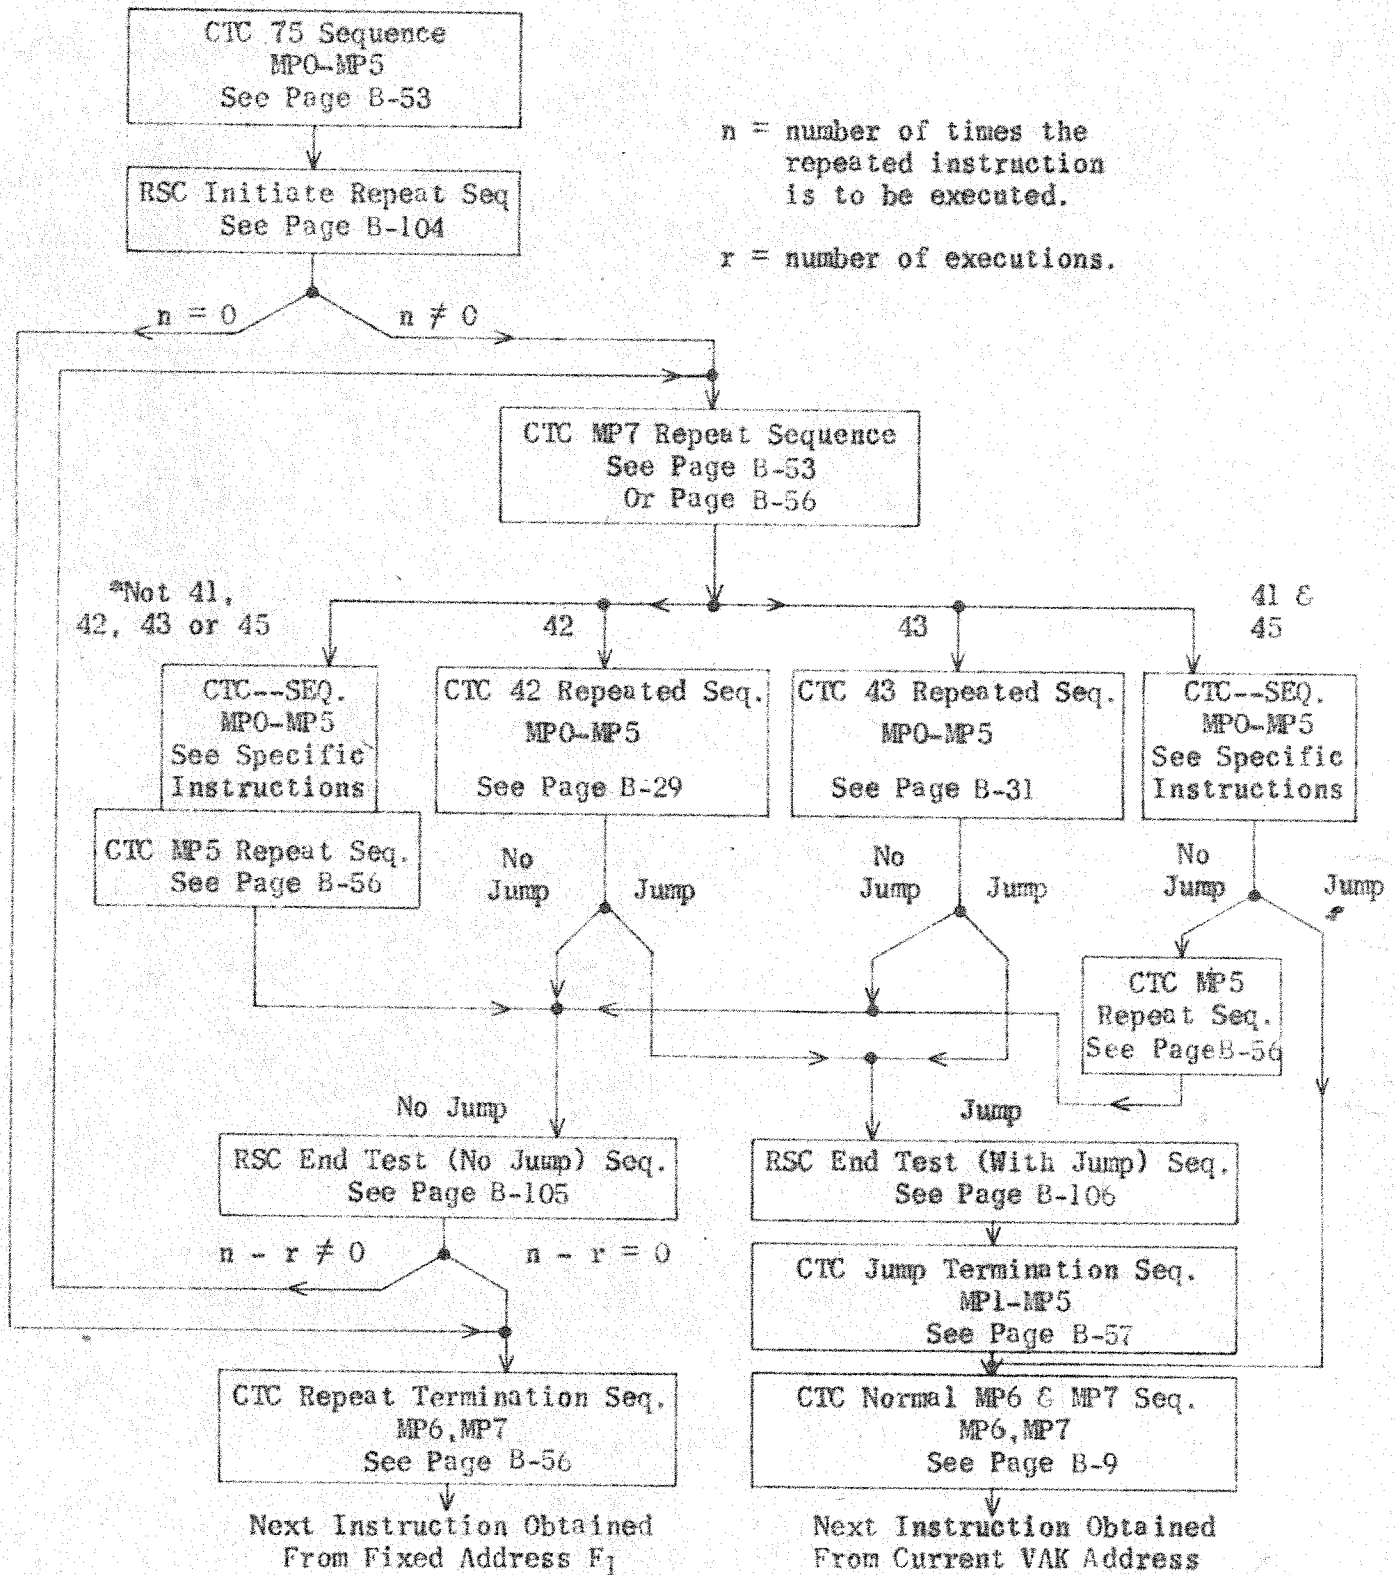 CTC 75 Sequence
MP0-MP5
See Page B-53
n = number of times the
repeated instruction
is to be executed.
r = number of executions.
RSC Initiate Repeat Seq
See Page B-104
n = 0
n ≠ 0
CTC MP7 Repeat Sequence
See Page B-53
Or Page B-56
*Not 41,
42, 43 or 45
42
43
41 &
45
CTC--SEQ.
MP0-MP5
See Specific
Instructions
CTC 42 Repeated Seq.
MP0-MP5
See Page B-29
CTC 43 Repeated Seq.
MP0-MP5
See Page B-31
CTC--SEQ.
MP0-MP5
See Specific
Instructions
CTC MP5 Repeat Seq.
See Page B-56
No
Jump
Jump
No
Jump
Jump
No
Jump
Jump
CTC MP5
Repeat Seq.
See PageB-56
No Jump
Jump
RSC End Test (No Jump) Seq.
See Page B-105
RSC End Test (With Jump) Seq.
See Page B-106
n - r ≠ 0
n - r = 0
CTC Jump Termination Seq.
MP1-MP5
See Page B-57
CTC Repeat Termination Seq.
MP6,MP7
See Page B-56
CTC Normal MP6 & MP7 Seq.
MP6,MP7
See Page B-9
Next Instruction Obtained
From Fixed Address F1
Next Instruction Obtained
From Current VAK Address